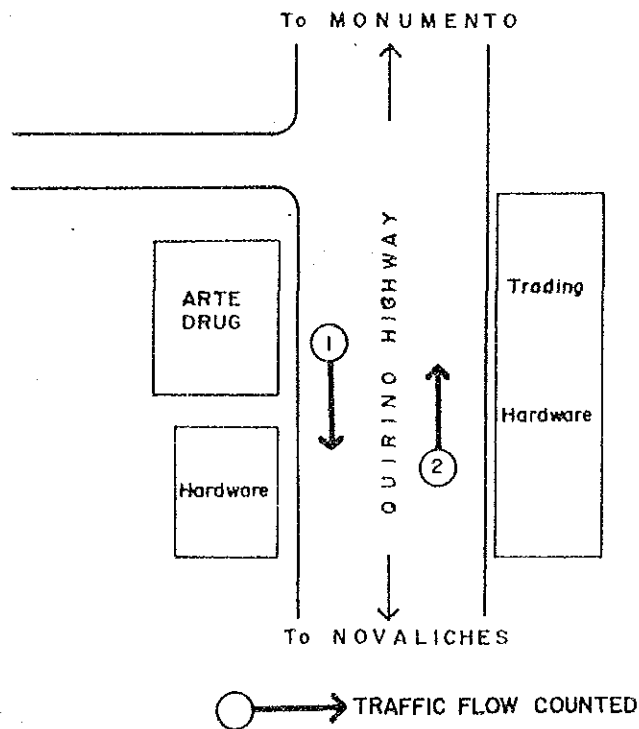 To MONUMENTO
QUIRINO HIGHWAY
ARTE
DRUG
Trading
1
Hardware
2
Hardware
To NOVALICHES
TRAFFIC FLOW COUNTED